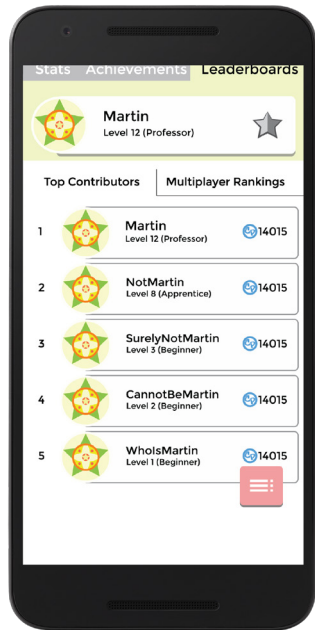 Stats Achievements Leaderboards
Martin
Level 12 (Professor)
Top Contributors Multiplayer Rankings
1 Martin 14015
Level 12 (Professor)
2 NotMartin 14015
Level 8 (Apprentice)
3 SurelyNotMartin 14015
Level 3 (Beginner)
4 CannotBeMartin 14015
Level 2 (Beginner)
5 WhoIsMartin 14015
Level 1 (Beginner)